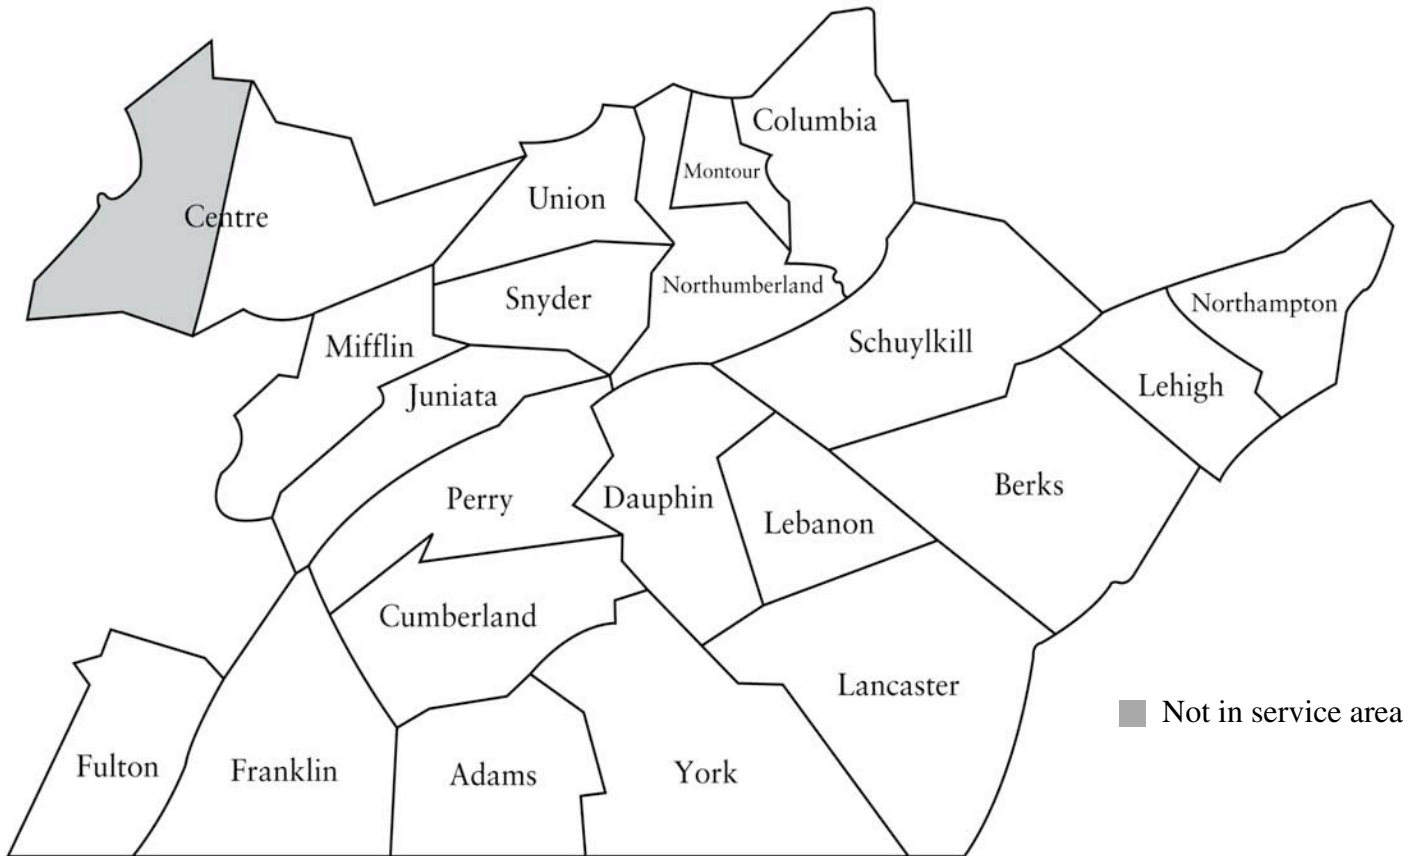 Columbia
Montour
Union
Centre
Northumberland
Snyder
Northampton
Schuylkill
Mifflin
Lehigh
Juniata
Berks
Perry
Dauphin
Lebanon
Cumberland
Lancaster
Not in service area
Fulton
Franklin
Adams
York